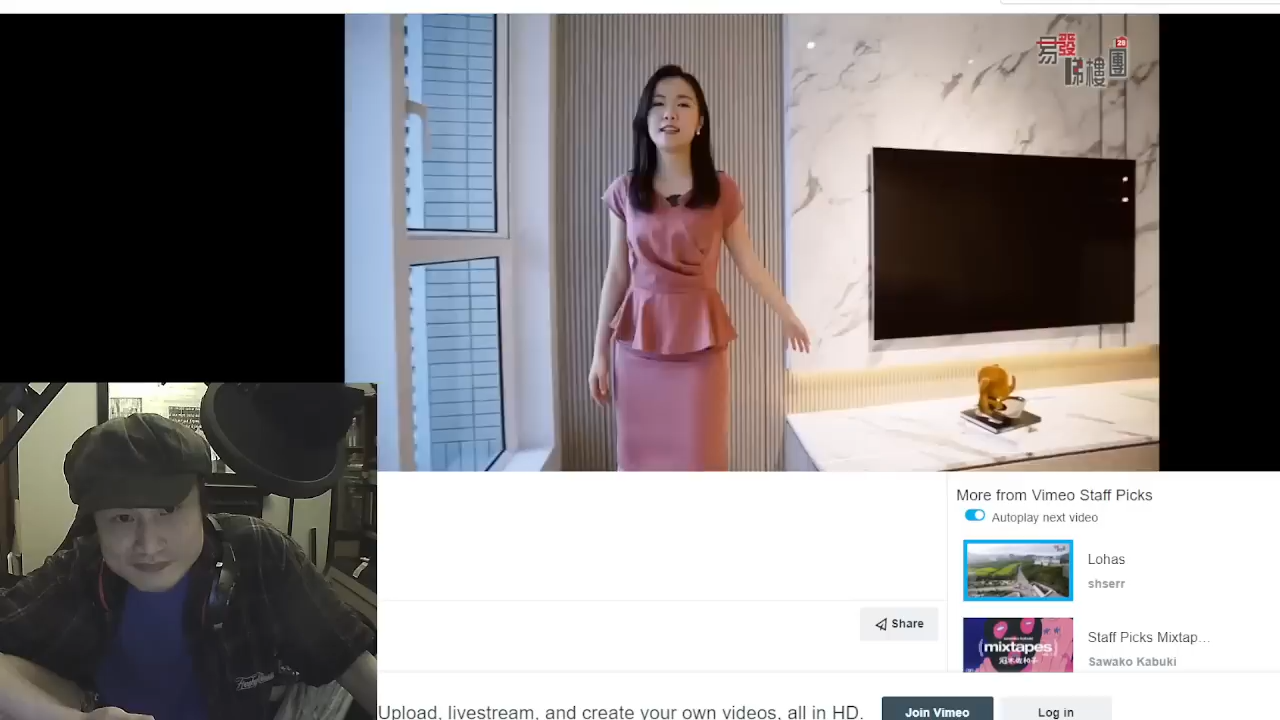 易發睇樓團
28
More from Vimeo Staff Picks
Autoplay next video
Lohas
shserr
Share
mixtapes
Staff Picks Mixtap…
Sawako Kabuki
Upload, livestream, and create your own videos, all in HD.
Join Vimeo
Log in